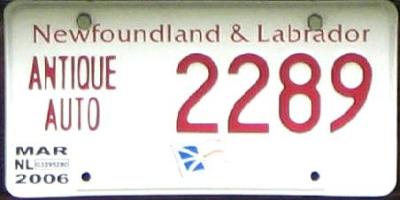 Newfoundland & Labrador
ANTIQUE
AUTO
2289
MAR
NL
2006